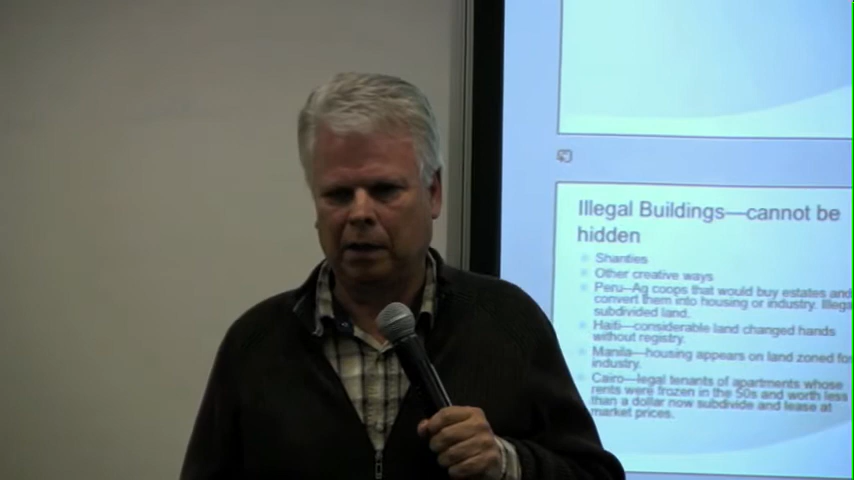 Illegal Buildings—cannot be
hidden
Shanties
Other creative ways
Peru—Ag coops that would buy estates and
convert them into housing or industry. Illega
subdivided land.
Haiti—considerable land changed hands
without registry.
Manila—housing appears on land zoned for
industry.
Cairo—legal tenants of apartments whose
rents were frozen in the 50s and worth less
than a dollar now subdivide and lease at
market prices.